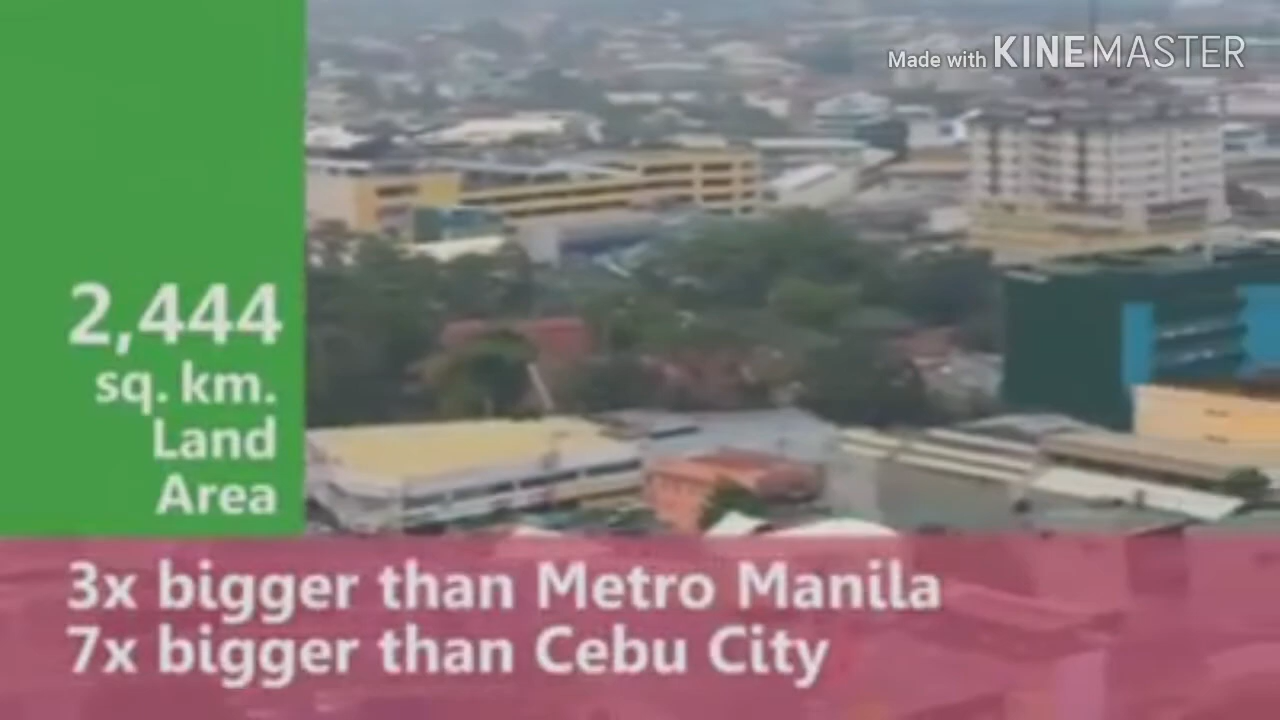 Made with KINEMASTER
2,444
sq. km.
Land
Area
3x bigger than Metro Manila
7x bigger than Cebu City